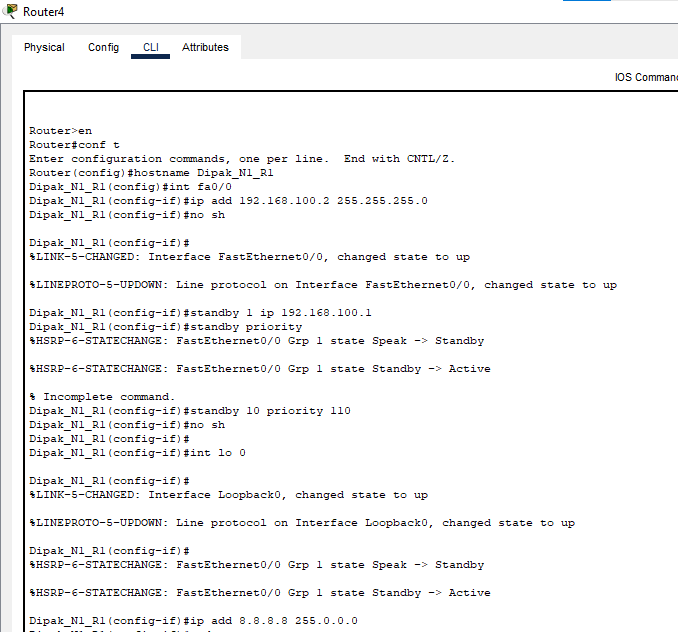 Router4
Physical Config CLI Attributes
IOS Comman
Router>en
Router#conf t
Enter configuration commands, one per line.  End with CNTL/Z.
Router(config)#hostname Dipak_N1_R1
Dipak_N1_R1(config)#int fa0/0
Dipak_N1_R1(config-if)#ip add 192.168.100.2 255.255.255.0
Dipak_N1_R1(config-if)#no sh
Dipak_N1_R1(config-if)#
%LINK-5-CHANGED: Interface FastEthernet0/0, changed state to up
%LINEPROTO-5-UPDOWN: Line protocol on Interface FastEthernet0/0, changed state to up
Dipak_N1_R1(config-if)#standby 1 ip 192.168.100.1
Dipak_N1_R1(config-if)#standby priority
%HSRP-6-STATECHANGE: FastEthernet0/0 Grp 1 state Speak -> Standby
%HSRP-6-STATECHANGE: FastEthernet0/0 Grp 1 state Standby -> Active
% Incomplete command.
Dipak_N1_R1(config-if)#standby 10 priority 110
Dipak_N1_R1(config-if)#no sh
Dipak_N1_R1(config-if)#
Dipak_N1_R1(config-if)#int lo 0
Dipak_N1_R1(config-if)#
%LINK-5-CHANGED: Interface Loopback0, changed state to up
%LINEPROTO-5-UPDOWN: Line protocol on Interface Loopback0, changed state to up
Dipak_N1_R1(config-if)#
%HSRP-6-STATECHANGE: FastEthernet0/0 Grp 1 state Speak -> Standby
%HSRP-6-STATECHANGE: FastEthernet0/0 Grp 1 state Standby -> Active
Dipak_N1_R1(config-if)#ip add 8.8.8.8 255.0.0.0